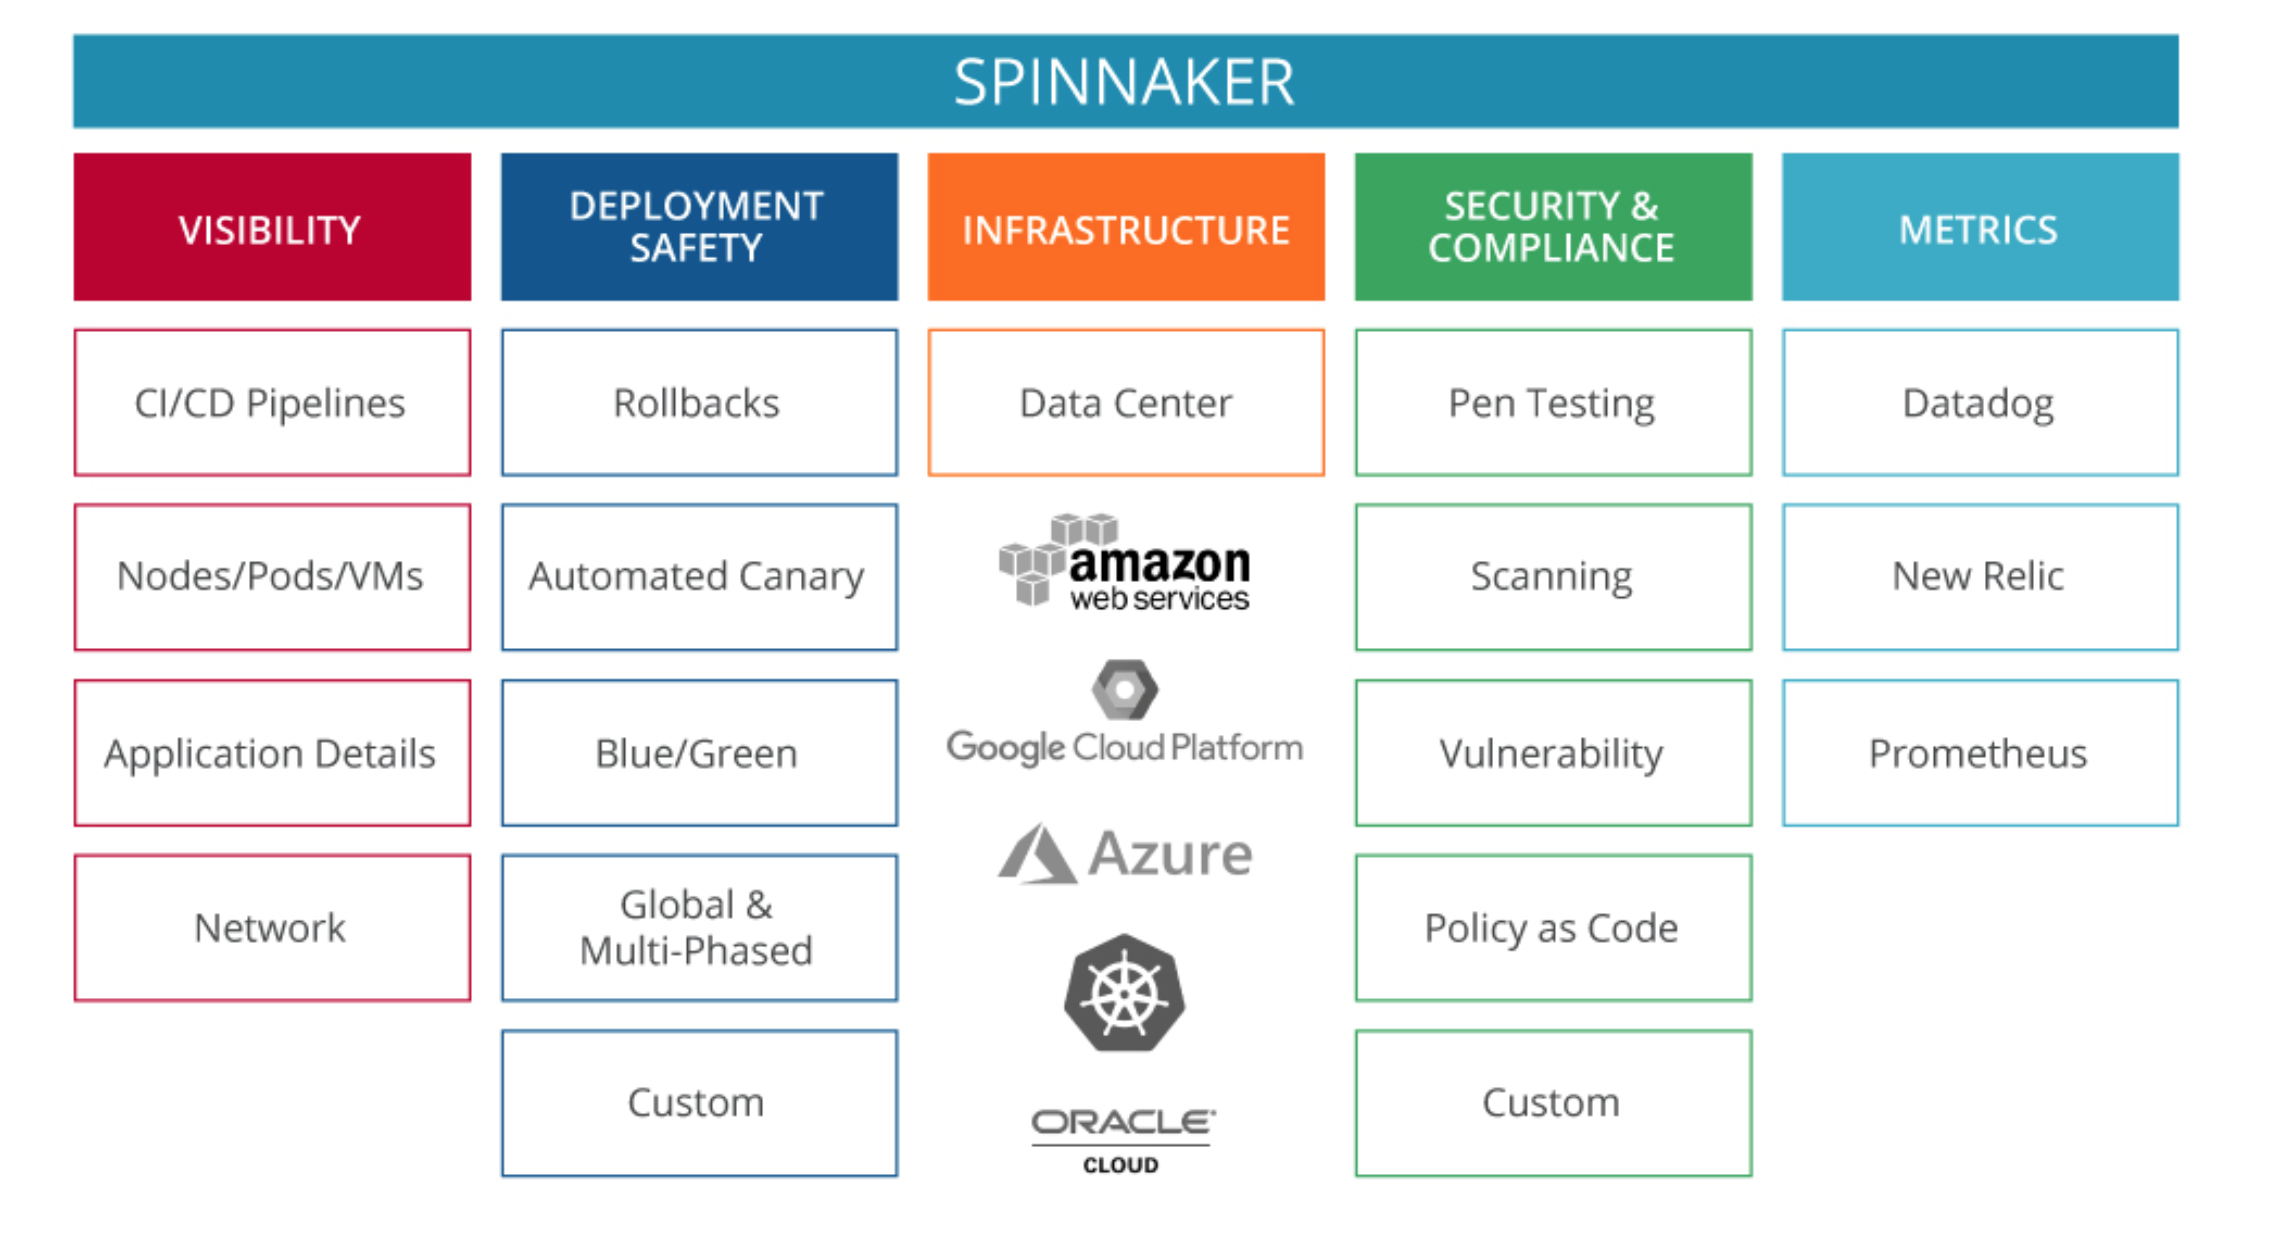 SPINNAKER
VISIBILITY
CI/CD Pipelines
Nodes/Pods/VMs
Application Details
Network
DEPLOYMENT
SAFETY
Rollbacks
Automated Canary
Blue/Green
Global &
Multi-Phased
Custom
INFRASTRUCTURE
Data Center
amazon
web services
Google Cloud Platform
Azure
ORACLE
CLOUD
SECURITY &
COMPLIANCE
Pen Testing
Scanning
Vulnerability
Policy as Code
Custom
METRICS
Datadog
New Relic
Prometheus